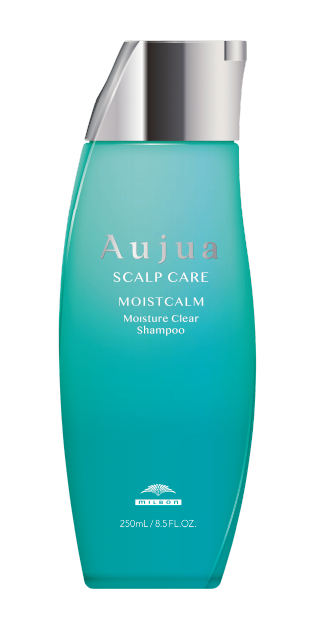 Aujua
SCALP CARE
MOISTCALM
Moisture Clear
Shampoo
MILBON
250mL / 8.5 FL.OZ.